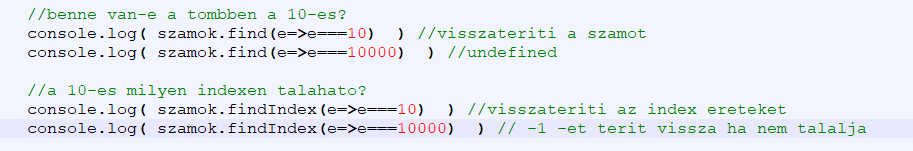 //benne van-e a tombben a 10-es?
console.log( szamok.find(e=>e===10)  ) //visszateriti a szamot
console.log( szamok.find(e=>e===10000)  ) //undefined
//a 10-es milyen indexen talahato?
console.log( szamok.findIndex(e=>e===10)  ) //visszateriti az index ereteket
console.log( szamok.findIndex(e=>e===10000)  ) // -1 -et terit vissza ha nem talalja